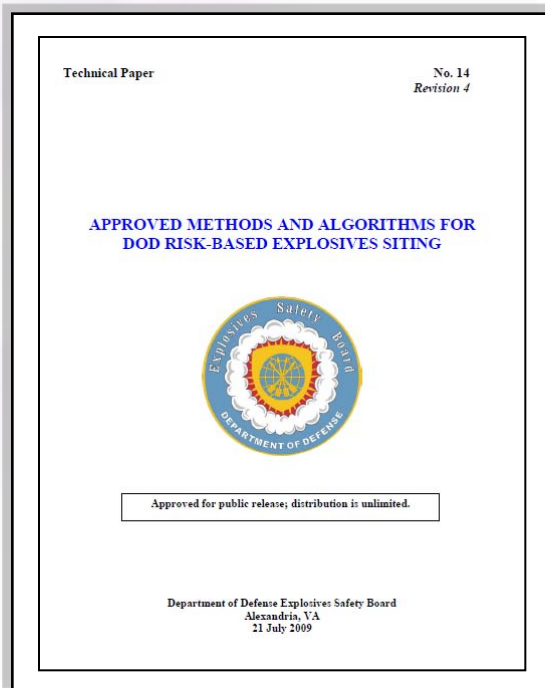 Technical Paper No. 14
Revision 4
APPROVED METHODS AND ALGORITHMS FOR
DOD RISK-BASED EXPLOSIVES SITING
Explosives Safety Board
DEPARTMENT OF DEFENSE
Approved for public release; distribution is unlimited.
Department of Defense Explosives Safety Board
Alexandria, VA
21 July 2009